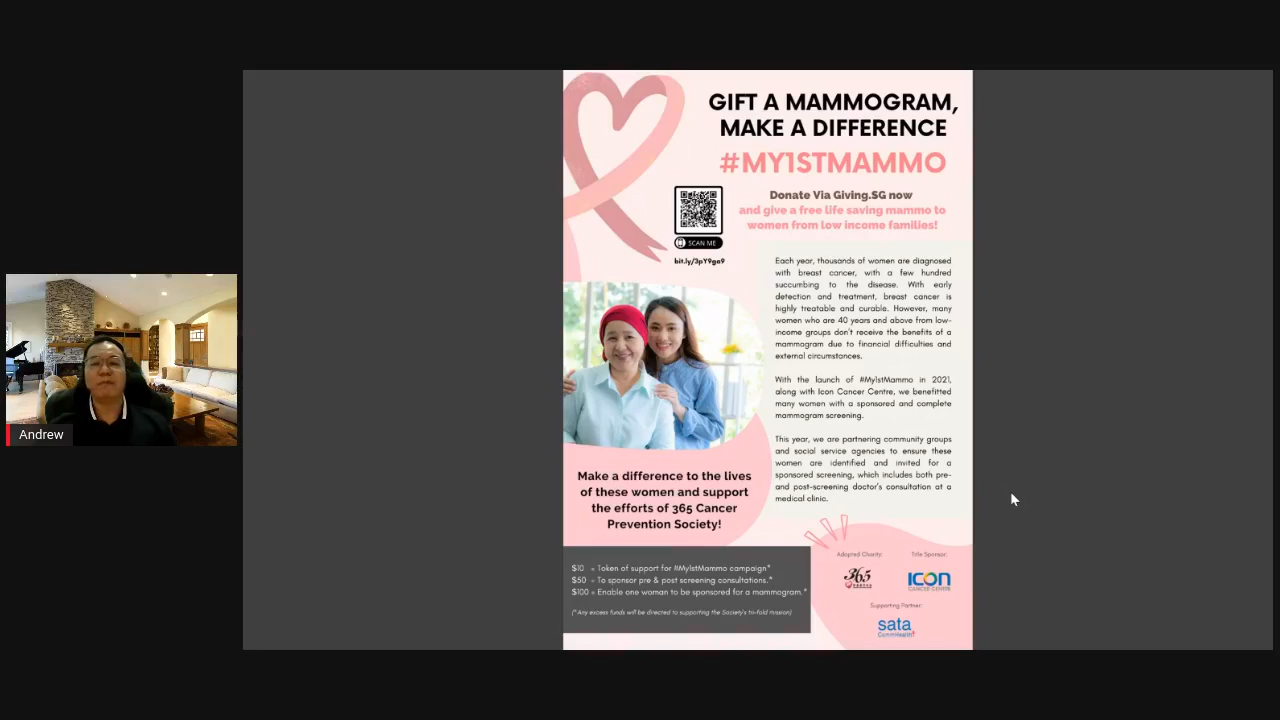 GIFT A MAMMOGRAM,
MAKE A DIFFERENCE
#MY1STMAMMO
Donate Via Giving.SG now
and give a free life saving mammo to
women from low income families!
SCAN ME
bit.ly/3pY9ga9
Each year, thousands of women are diagnosed
with breast cancer, with a few hundred
succumbing to the disease. With early
detection and treatment, breast cancer is
highly treatable and curable. However, many
women who are 40 years and above from low-
income groups don't receive the benefits of a
mammogram due to financial difficulties and
external circumstances.
With the launch of #My1stMammo in 2021,
along with Icon Cancer Centre, we benefitted
many women with a sponsored and complete
mammogram screening.
This year, we are partnering community groups
and social service agencies to ensure these
women are identified and invited for a
sponsored screening, which includes both pre-
and post-screening doctor's consultation at a
medical clinic.
Make a difference to the lives
of these women and support
the efforts of 365 Cancer
Prevention Society!
$10 = Token of support for #My1stMammo campaign*
$50 = To sponsor pre & post screening consultations.*
$100 = Enable one woman to be sponsored for a mammogram.*
(*Any excess funds will be directed to supporting the Society's tri-fold mission)
Adopted Charity:
365
Title Sponsor:
ICON
CANCER CENTRE
Supporting Partner:
sata
CommHealth
Andrew